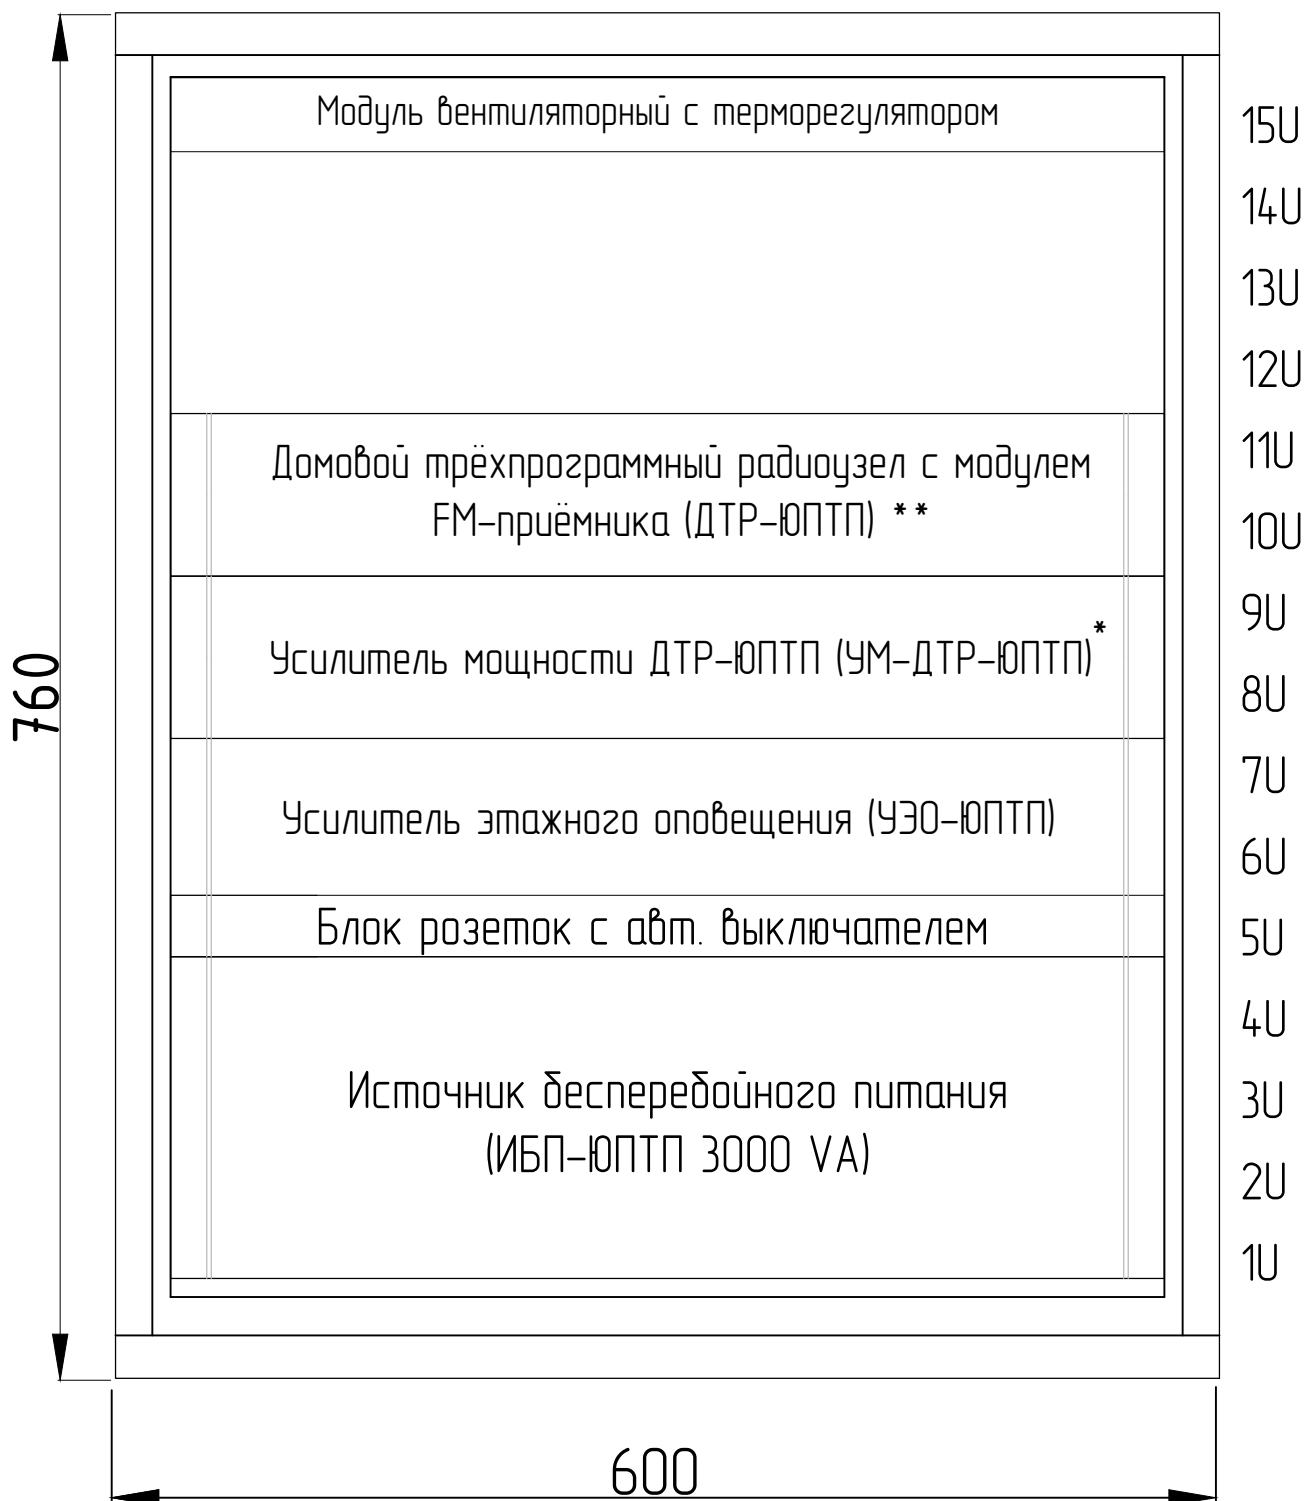 Модуль вентиляторный с терморегулятором
15U
14U
13U
12U
Домовой трёхпрограммный радиоузел с модулем
11U
FM-приёмника (ДТР-ЮПТП) **
10U
9U
Усилитель мощности ДТР-ЮПТП (УМ-ДТР-ЮПТП)*
8U
760
7U
Усилитель этажного оповещения (УЭО-ЮПТП)
6U
Блок розеток с авт. выключателем
5U
4U
Источник бесперебойного питания
3U
(ИБП-ЮПТП 3000 VA)
2U
1U
600